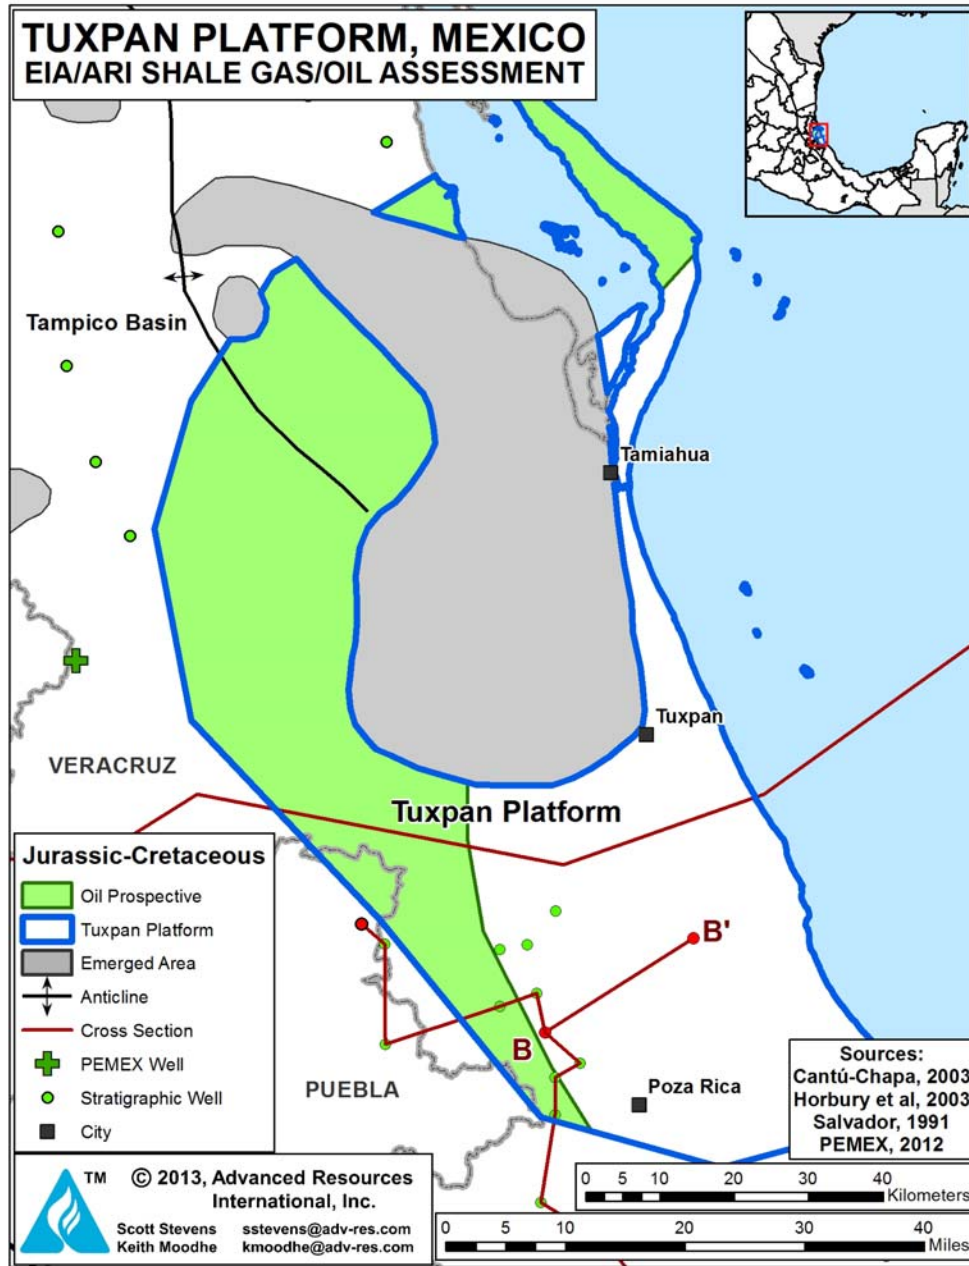 TUXPAN PLATFORM, MEXICO
EIA/ARI SHALE GAS/OIL ASSESSMENT
Tampico Basin
Tamiahua
Tuxpan
VERACRUZ
Tuxpan Platform
B'
B
PUEBLA
Poza Rica
Jurassic-Cretaceous
Oil Prospective
Tuxpan Platform
Emerged Area
Anticline
Cross Section
PEMEX Well
Stratigraphic Well
City
Sources:
Cantú-Chapa, 2003
Horbury et al, 2003
Salvador, 1991
PEMEX, 2012
TM
© 2013, Advanced Resources
International, Inc.
Scott Stevens sstevens@adv-res.com
Keith Moodhe kmoodhe@adv-res.com
0 5 10 20 30 40
Kilometers
0 5 10 20 30 40
Miles